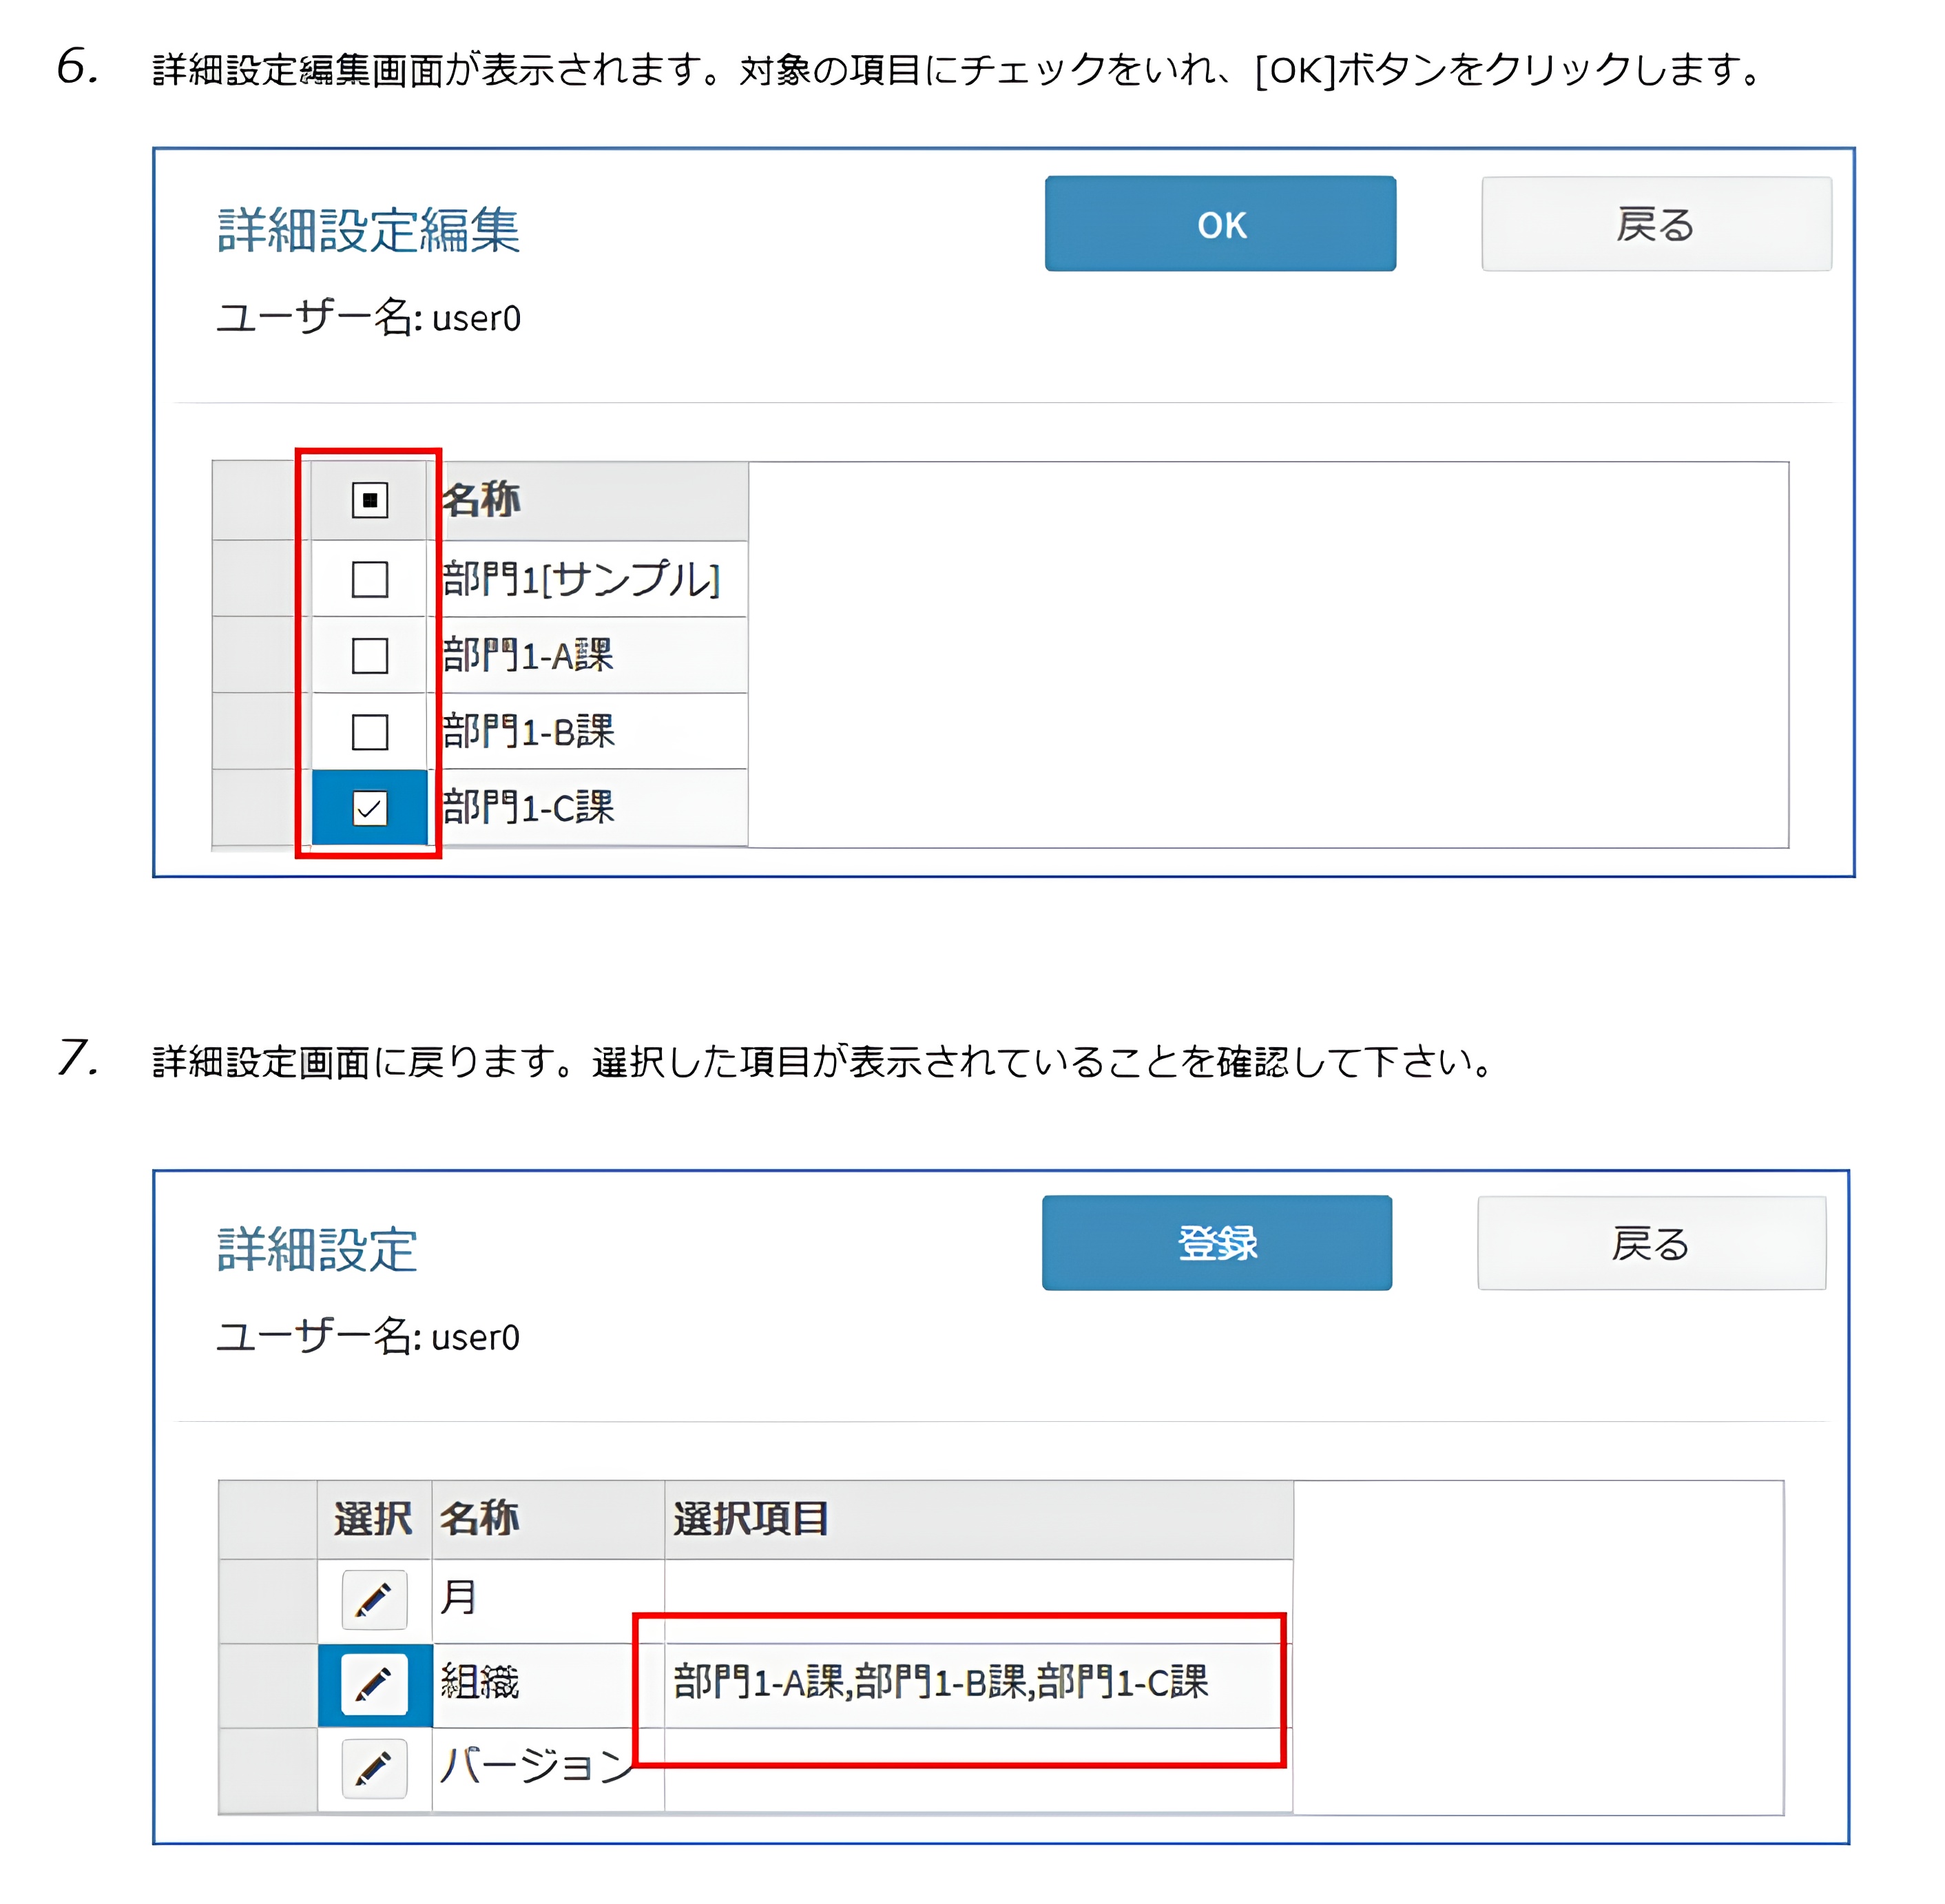 6. 詳細設定編集画面が表示されます。対象の項目にチェックをいれ、[OK]ボタンをクリックします。
詳細設定編集 OK 戻る
ユーザー名: user0
名称
部門1[サンプル]
部門1-A課
部門1-B課
部門1-C課
7. 詳細設定画面に戻ります。選択した項目が表示されていることを確認して下さい。
詳細設定 登録 戻る
ユーザー名: user0
選択 名称 選択項目
月
組織 部門1-A課,部門1-B課,部門1-C課
バージョン